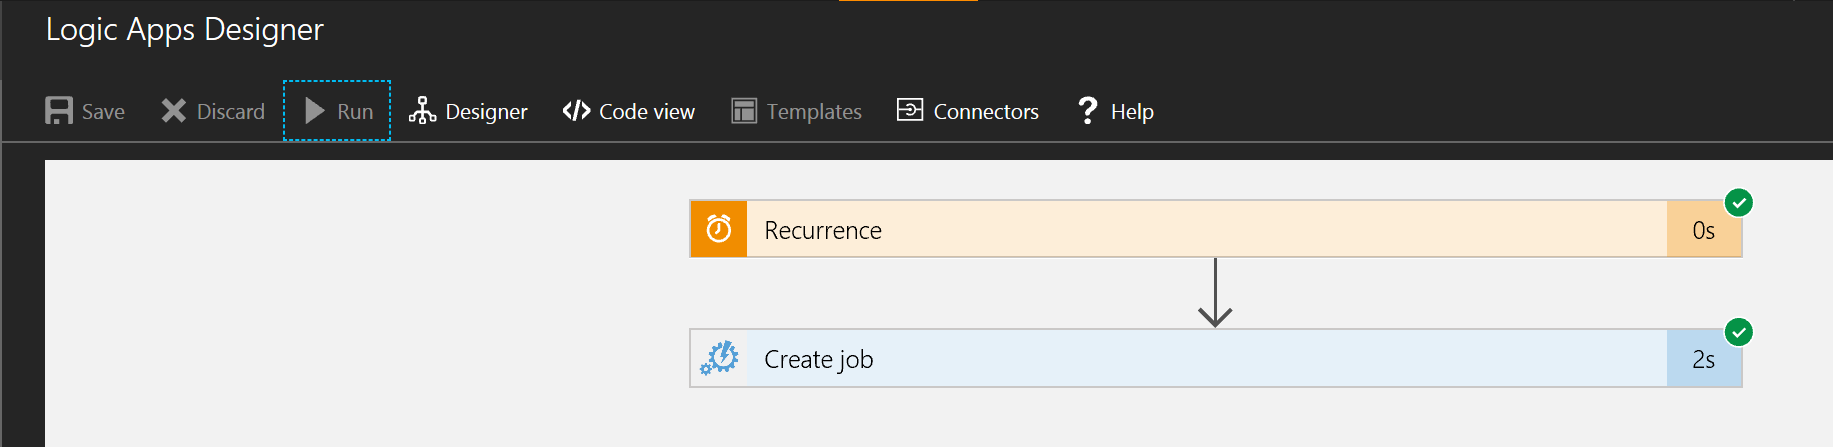 Logic Apps Designer
Save Discard Run Designer Code view Templates Connectors Help
Recurrence 0s
Create job 2s